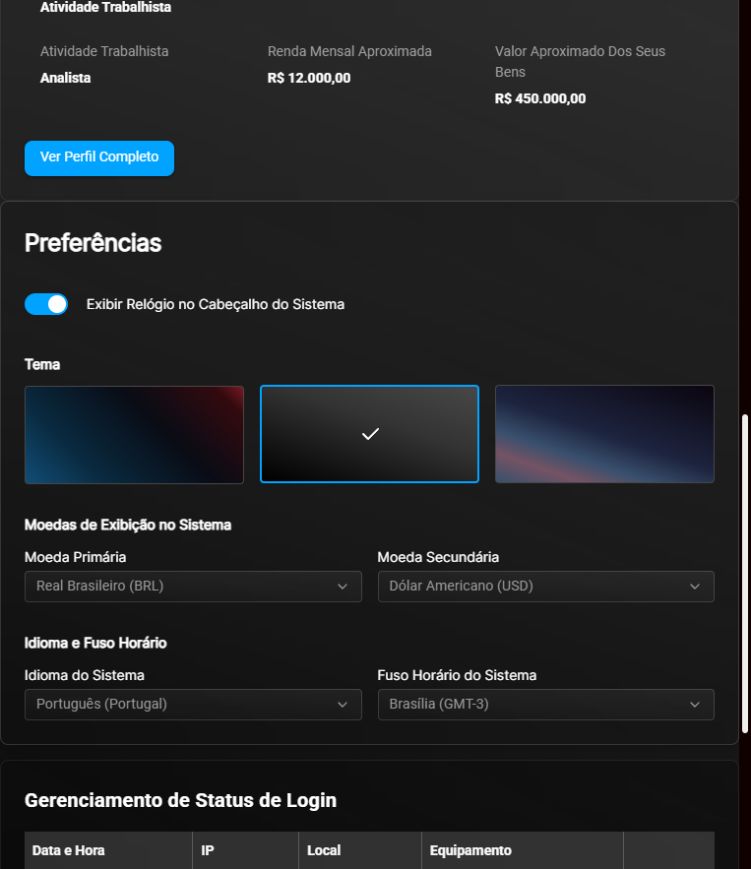 Atividade Trabalhista
Atividade Trabalhista
Renda Mensal Aproximada
Valor Aproximado Dos Seus
Bens
Analista
R$ 12.000,00
R$ 450.000,00
Ver Perfil Completo
Preferências
Exibir Relógio no Cabeçalho do Sistema
Tema
Moedas de Exibição no Sistema
Moeda Primária
Moeda Secundária
Real Brasileiro (BRL)
Dólar Americano (USD)
Idioma e Fuso Horário
Idioma do Sistema
Fuso Horário do Sistema
Português (Portugal)
Brasília (GMT-3)
Gerenciamento de Status de Login
Data e Hora
IP
Local
Equipamento